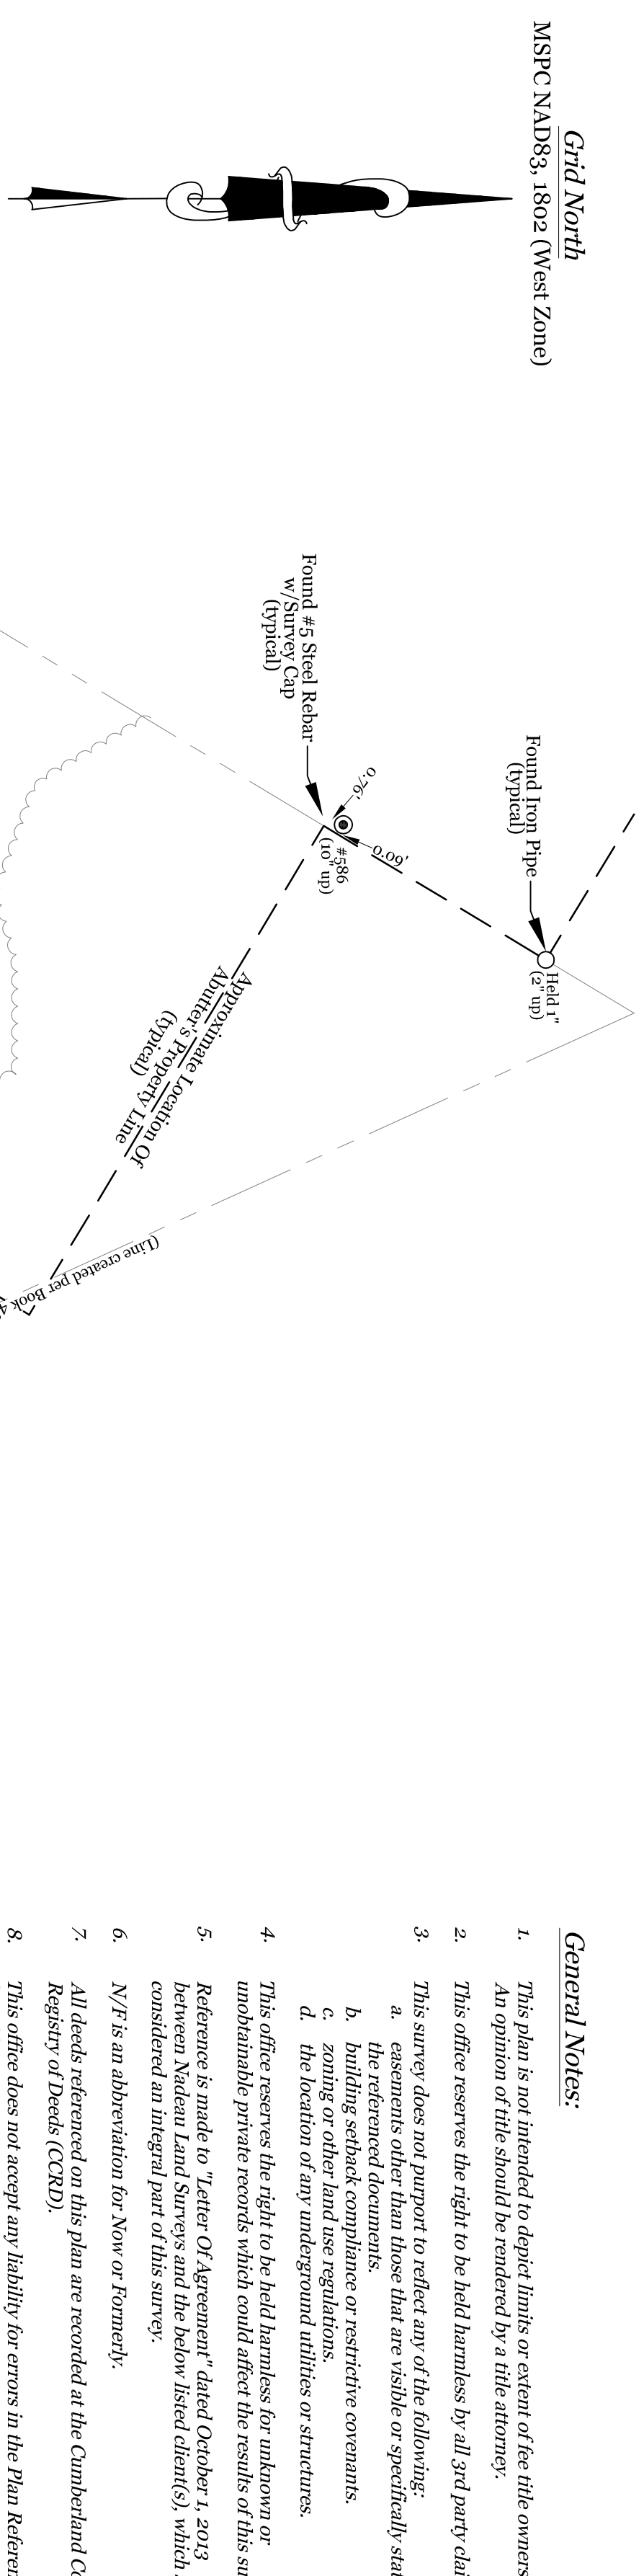 Grid North
MSPC NAD83, 1802 (West Zone)
Found Iron Pipe
(typical)
Held 1"
(2" up)
Found #5 Steel Rebar
w/Survey Cap
(typical)
0.76'
0.09'
#586
(10" up)
Approximate Location Of
Abutter's Property Line
(typical)
(Line created per Book
General Notes:
1. This plan is not intended to depict limits or extent of fee title owners
An opinion of title should be rendered by a title attorney.
2. This office reserves the right to be held harmless by all 3rd party clai
3. This survey does not purport to reflect any of the following:
a. easements other than those that are visible or specifically stat
the referenced documents.
b. building setback compliance or restrictive covenants.
c. zoning or other land use regulations.
d. the location of any underground utilities or structures.
4. This office reserves the right to be held harmless for unknown or
unobtainable private records which could affect the results of this su
5. Reference is made to "Letter Of Agreement" dated October 1, 2013
between Nadeau Land Surveys and the below listed client(s), which
considered an integral part of this survey.
6. N/F is an abbreviation for Now or Formerly.
7. All deeds referenced on this plan are recorded at the Cumberland Co
Registry of Deeds (CCRD).
8. This office does not accept any liability for errors in the Plan Referen